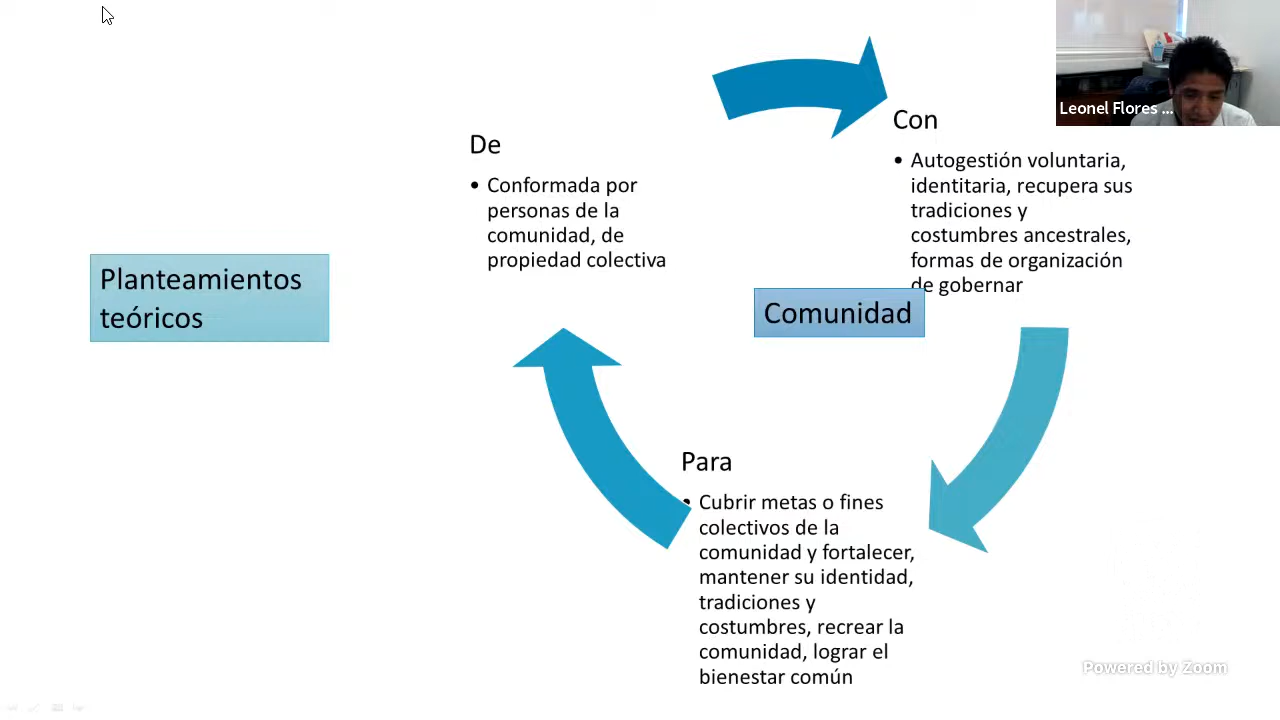 Leonel Flores ...
Con
De
• Autogestión voluntaria,
identitaria, recupera sus
tradiciones y
costumbres ancestrales,
formas de organización
de gobernar
• Conformada por
personas de la
comunidad, de
propiedad colectiva
Planteamientos
teóricos
Comunidad
Para
• Cubrir metas o fines
colectivos de la
comunidad y fortalecer,
mantener su identidad,
tradiciones y
costumbres, recrear la
comunidad, lograr el
bienestar común
Powered by Zoom